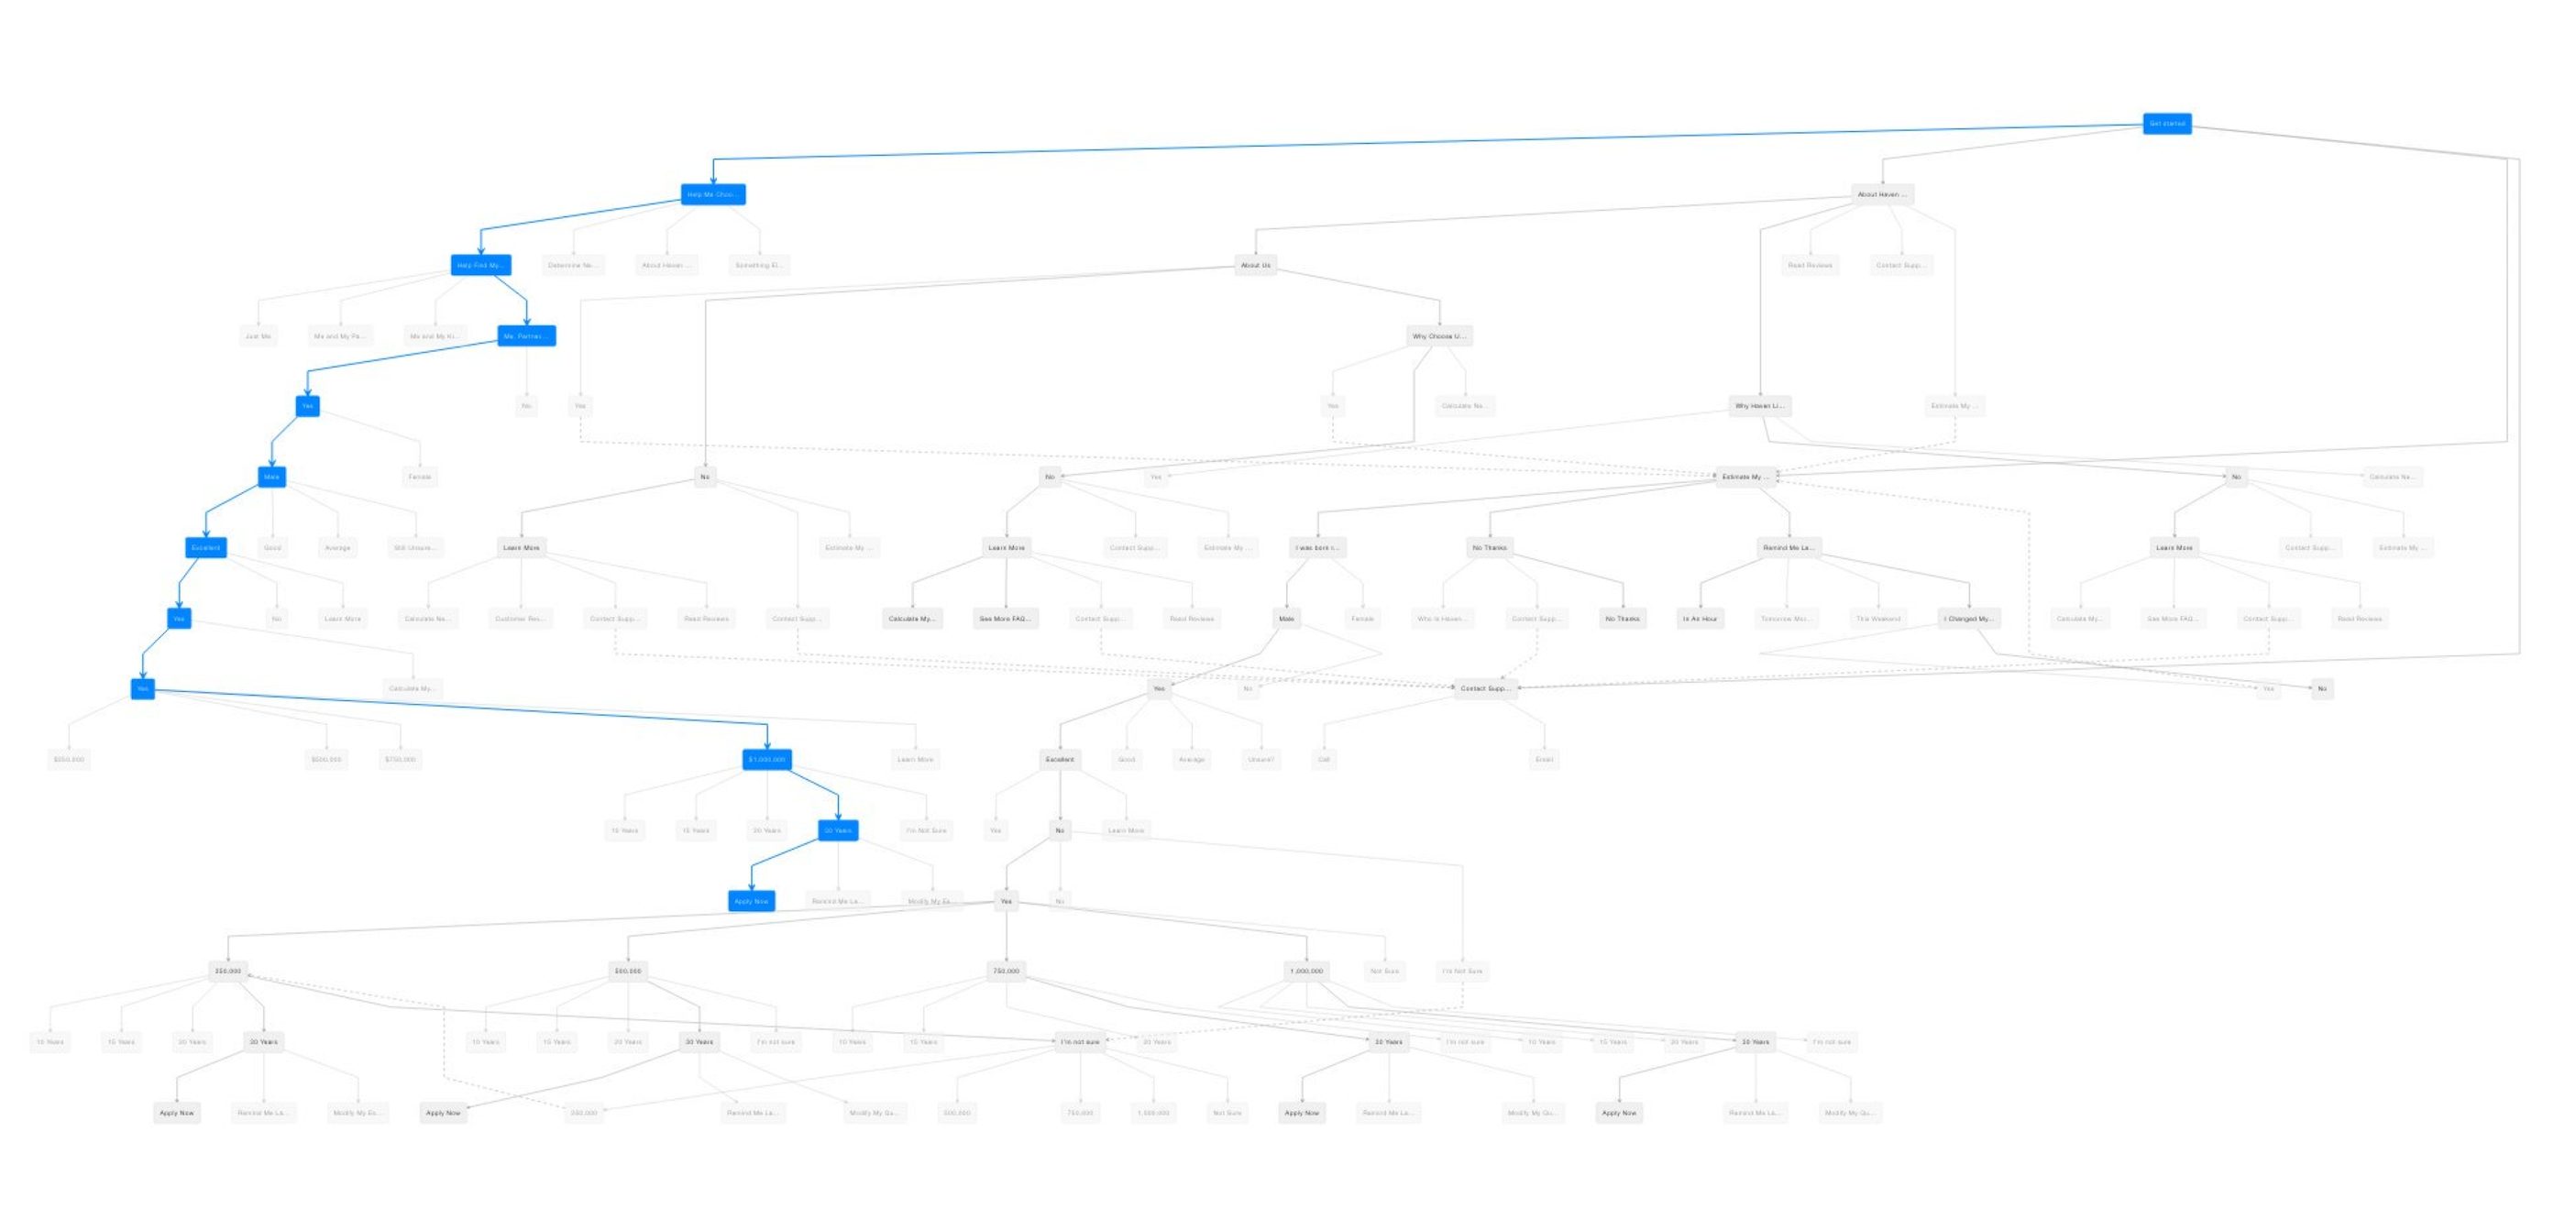 Get started
Help Me Choo...
About Haven ...
Help Find My...
Determine Ne...
About Haven ...
Something El...
About Us
Read Reviews
Contact Supp...
Just Me
Me and My Pa...
Me and My Ki...
Me, Partner...
Why Choose U...
Yes
No
Yes
Yes
Calculate Ne...
Why Haven Li...
Estimate My ...
Male
Female
No
No
Yes
Estimate My ...
No
Calculate Ne...
Excellent
Good
Average
Still Unsure...
Learn More
Estimate My ...
Learn More
Contact Supp...
Estimate My ...
I was born i...
No Thanks
Remind Me La...
Learn More
Contact Supp...
Estimate My ...
Yes
No
Learn More
Calculate Ne...
Customer Rev...
Contact Supp...
Read Reviews
Contact Supp...
Calculate My...
See More FAQ...
Contact Supp...
Read Reviews
Male
Female
Who is Haven...
Contact Supp...
No Thanks
In An Hour
Tomorrow Mor...
This Weekend
I Changed My...
Calculate My...
See More FAQ...
Contact Supp...
Read Reviews
Yes
Calculate My...
Yes
No
Contact Supp...
Yes
No
$500,000
$750,000
$1,000,000
Learn More
Excellent
Good
Average
Unsure?
Call
Email
10 Years
15 Years
20 Years
30 Years
I'm Not Sure
Yes
No
Learn More
Apply Now
Remind Me La...
Modify My Es...
Yes
No
250,000
500,000
750,000
1,000,000
Not Sure
I'm Not Sure
10 Years
15 Years
20 Years
30 Years
10 Years
15 Years
20 Years
30 Years
I'm not sure
10 Years
15 Years
I'm not sure
20 Years
30 Years
I'm not sure
10 Years
15 Years
20 Years
30 Years
I'm not sure
Apply Now
Remind Me La...
Modify My Es...
Apply Now
250,000
Remind Me La...
Modify My Qu...
500,000
750,000
1,000,000
Not Sure
Apply Now
Remind Me La...
Modify My Qu...
Apply Now
Remind Me La...
Modify My Qu...